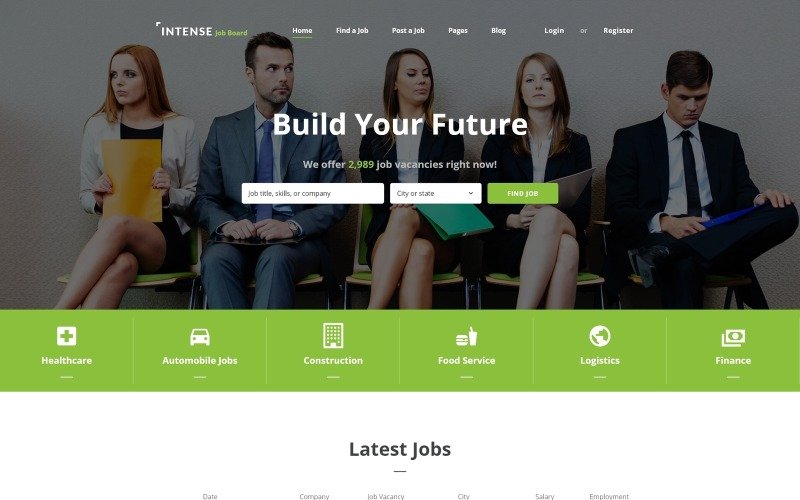 INTENSE Job Board
Home Find a Job Post a Job Pages Blog Login or Register
Build Your Future
We offer 2,989 job vacancies right now!
Job title, skills, or company City or state FIND JOB
Healthcare Automobile Jobs Construction Food Service Logistics Finance
Latest Jobs
Date Company Job Vacancy City Salary Employment